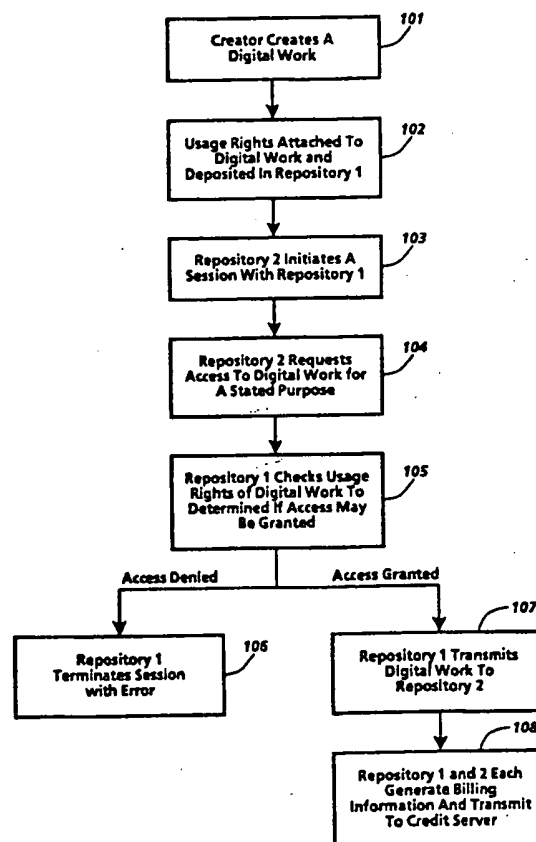 101
Creator Creates A
Digital Work
102
Usage Rights Attached To
Digital Work and
Deposited In Repository 1
103
Repository 2 Initiates A
Session With Repository 1
104
Repository 2 Requests
Access To Digital Work for
A Stated Purpose
105
Repository 1 Checks Usage
Rights of Digital Work To
Determined If Access May
Be Granted
Access Denied
Access Granted
106
Repository 1
Terminates Session
with Error
107
Repository 1 Transmits
Digital Work To
Repository 2
108
Repository 1 and 2 Each
Generate Billing
Information And Transmit
To Credit Server